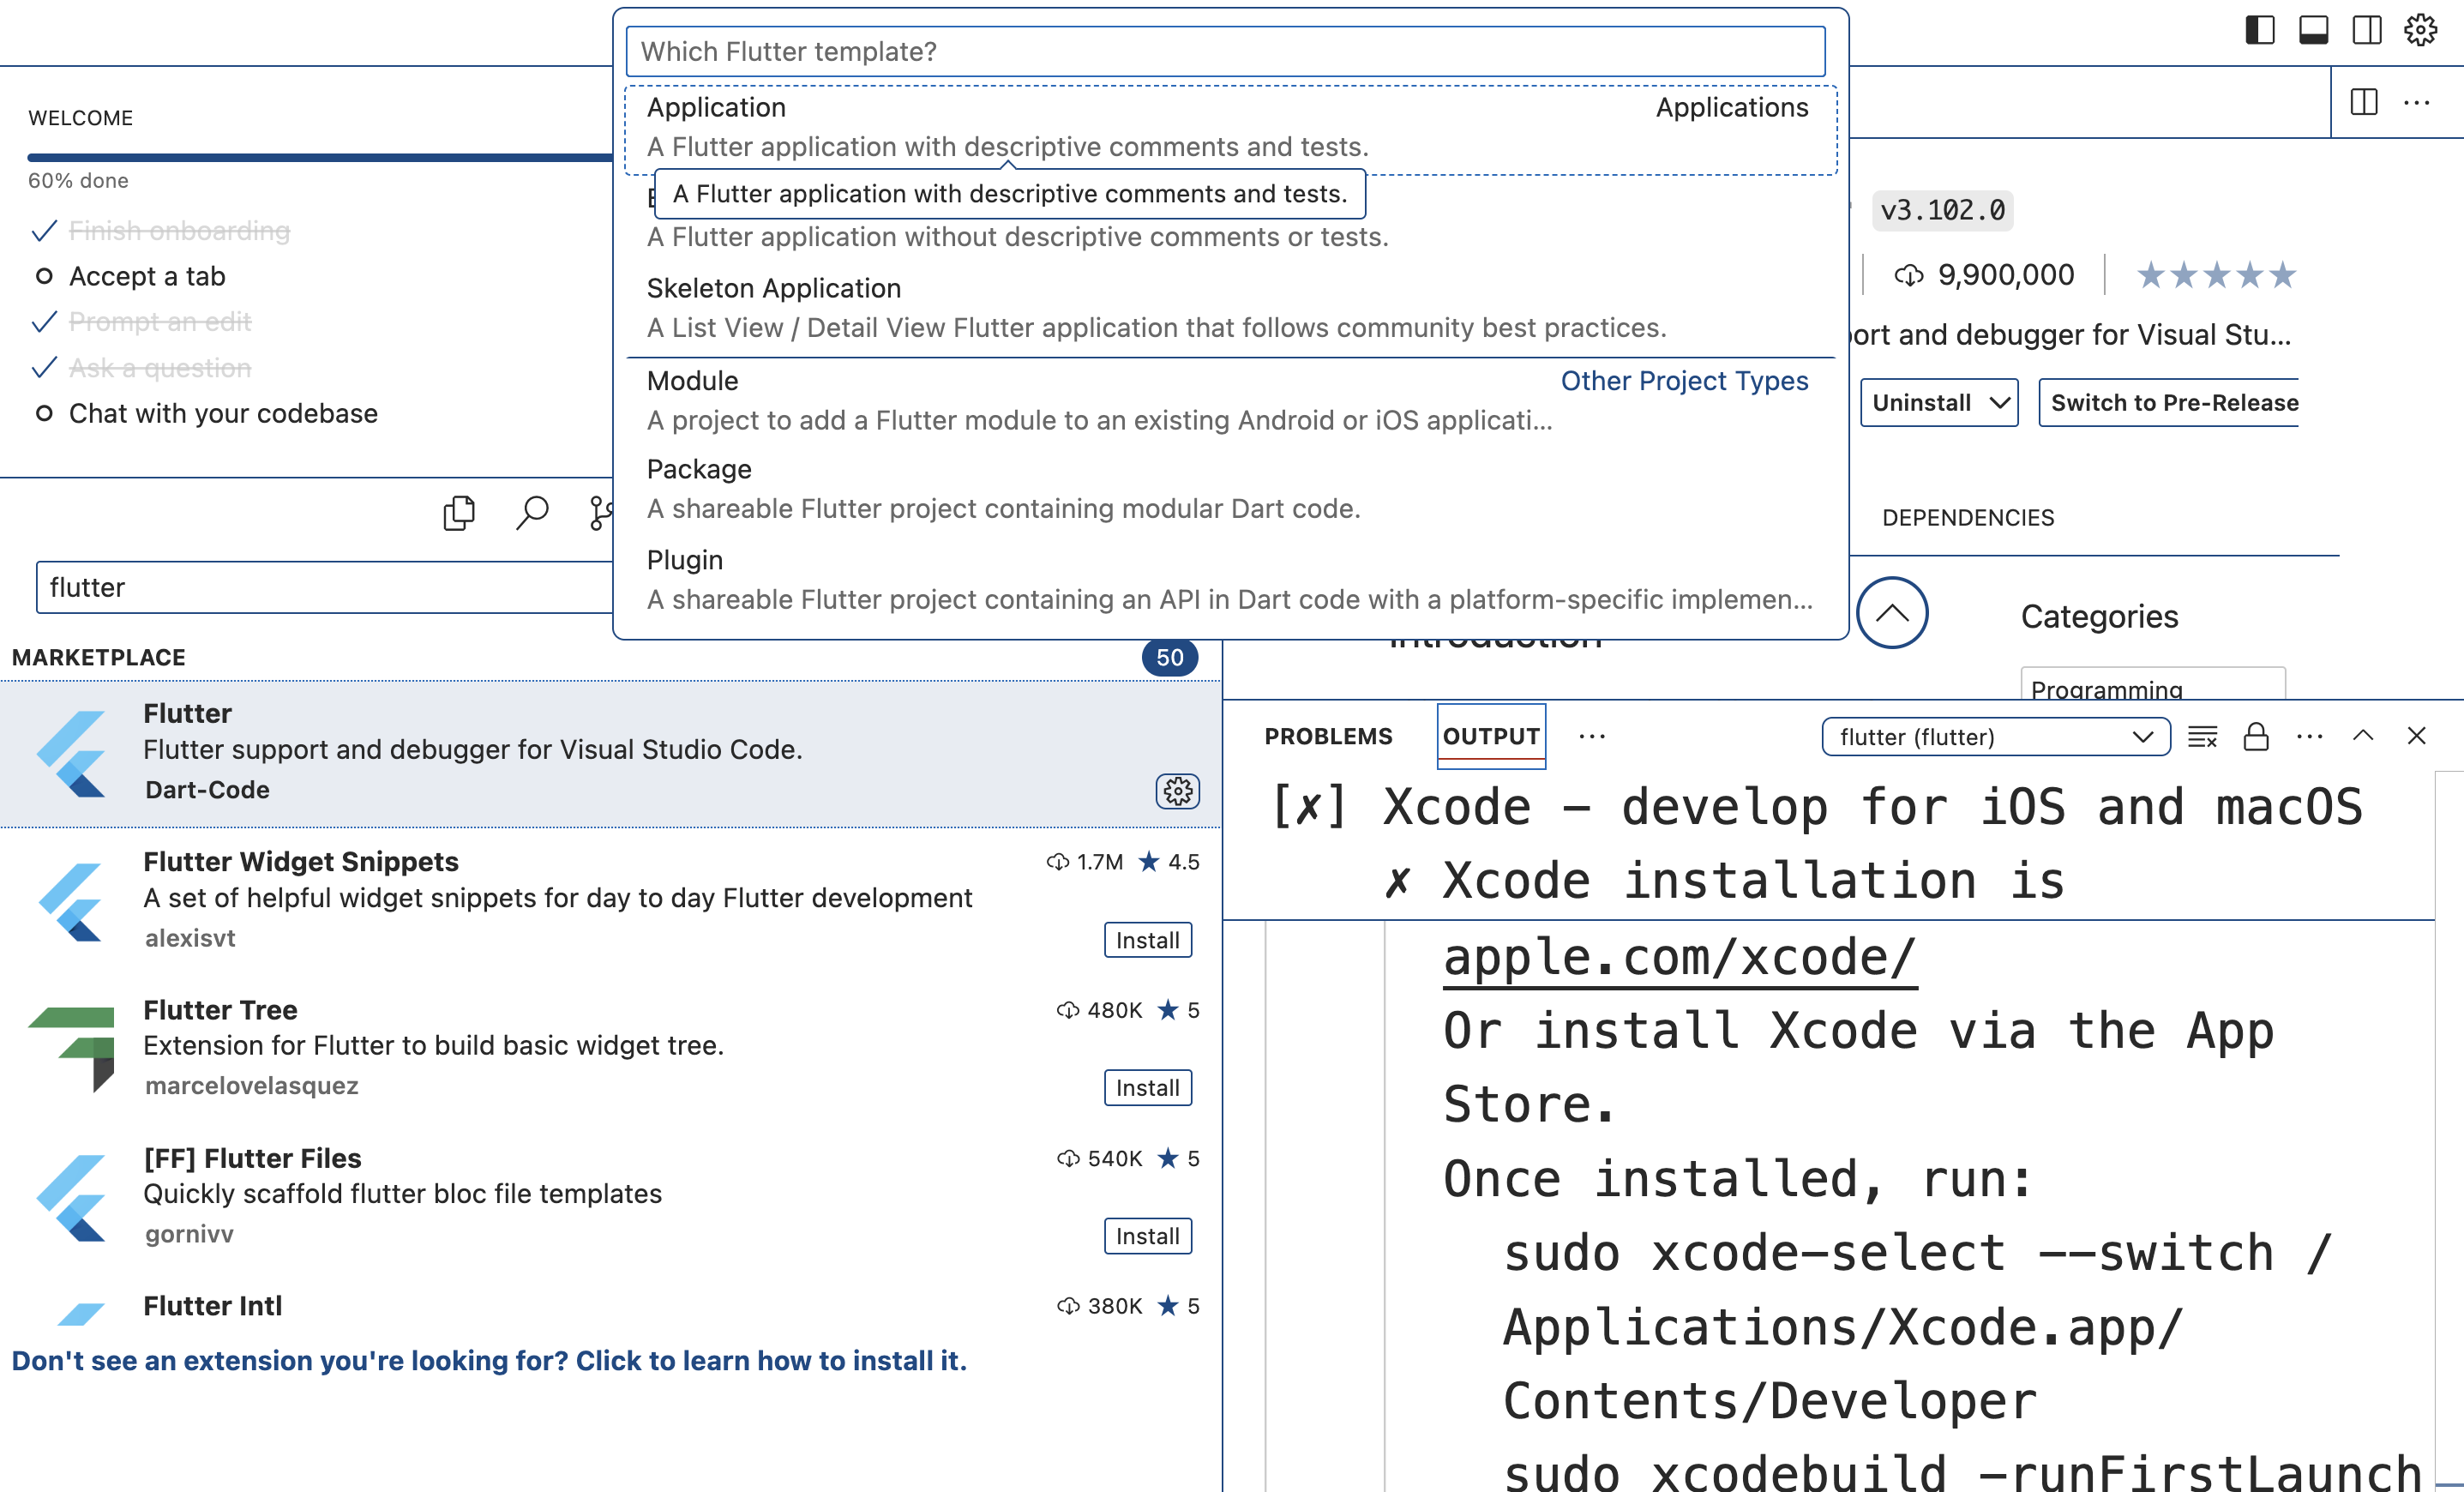 Which Flutter template?
Application
Applications
A Flutter application with descriptive comments and tests.
A Flutter application with descriptive comments and tests.
A Flutter application without descriptive comments or tests.
Skeleton Application
A List View / Detail View Flutter application that follows community best practices.
Module
Other Project Types
A project to add a Flutter module to an existing Android or iOS applicati...
Package
A shareable Flutter project containing modular Dart code.
Plugin
A shareable Flutter project containing an API in Dart code with a platform-specific implemen...
WELCOME
60% done
Finish onboarding
Accept a tab
Prompt an edit
Ask a question
Chat with your codebase
flutter
MARKETPLACE
50
Flutter
Flutter support and debugger for Visual Studio Code.
Dart-Code
Flutter Widget Snippets
1.7M ★ 4.5
A set of helpful widget snippets for day to day Flutter development
alexisvt
Install
Flutter Tree
480K ★ 5
Extension for Flutter to build basic widget tree.
marcelovelasquez
Install
[FF] Flutter Files
540K ★ 5
Quickly scaffold flutter bloc file templates
gornivv
Install
Flutter Intl
380K ★ 5
Don't see an extension you're looking for? Click to learn how to install it.
v3.102.0
9,900,000
and debugger for Visual Stu...
Uninstall
Switch to Pre-Release
DEPENDENCIES
Introduction
Categories
Programming
PROBLEMS
OUTPUT
...
flutter (flutter)
[✗] Xcode - develop for iOS and macOS
✗ Xcode installation is
apple.com/xcode/
Or install Xcode via the App
Store.
Once installed, run:
sudo xcode-select --switch /
Applications/Xcode.app/
Contents/Developer
sudo xcodebuild -runFirstLaunch